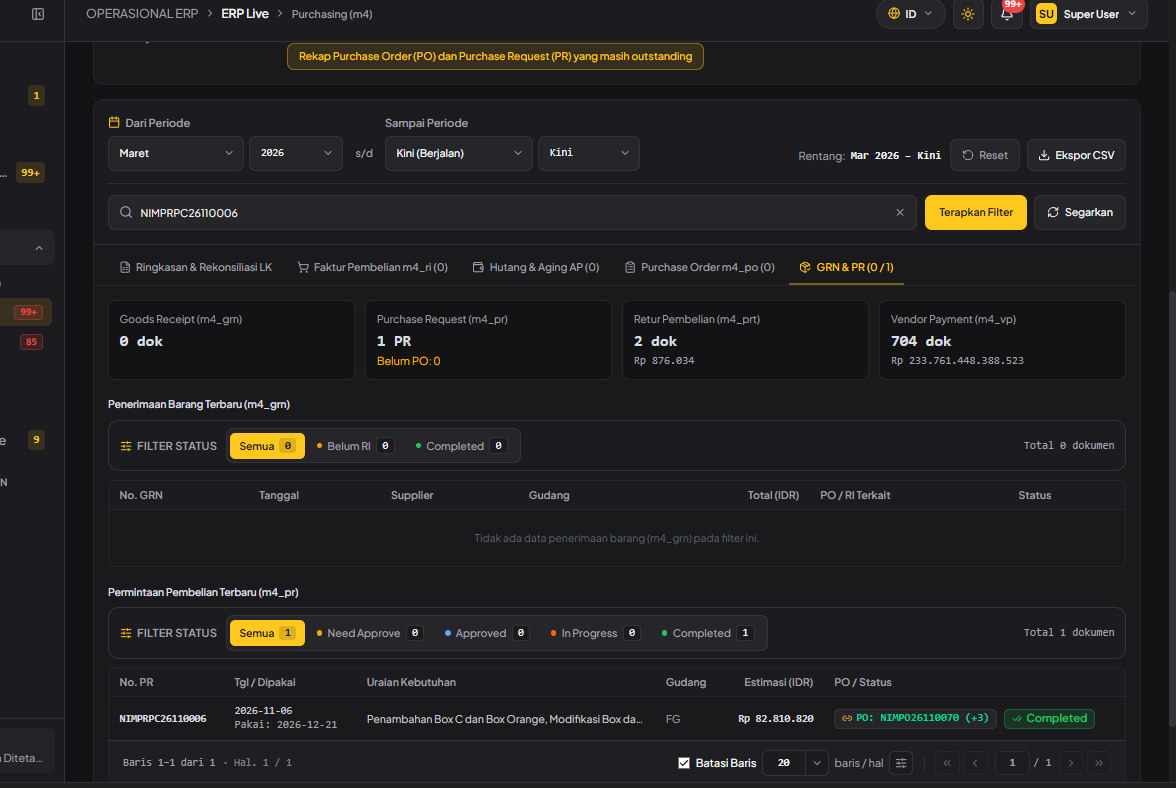 OPERASIONAL ERP > ERP Live > Purchasing (m4)
ID
99+
SU Super User
Rekap Purchase Order (PO) dan Purchase Request (PR) yang masih outstanding
1
99+
99+
85
9
N
Dari Periode
Sampai Periode
Maret 2026 s/d Kini (Berjalan) Kini
Rentang: Mar 2026 – Kini Reset Ekspor CSV
NIMPRPC26110006 Terapkan Filter Segarkan
Ringkasan & Rekonsiliasi LK Faktur Pembelian m4_ri (0) Hutang & Aging AP (0) Purchase Order m4_po (0) GRN & PR (0 / 1)
Goods Receipt (m4_grn)
0 dok
Purchase Request (m4_pr)
1 PR
Belum PO: 0
Retur Pembelian (m4_prt)
2 dok
Rp 876.034
Vendor Payment (m4_vp)
704 dok
Rp 233.761.448.388.523
Penerimaan Barang Terbaru (m4_grn)
FILTER STATUS Semua 0 Belum RI 0 Completed 0 Total 0 dokumen
No. GRN Tanggal Supplier Gudang Total (IDR) PO / RI Terkait Status
Tidak ada data penerimaan barang (m4_grn) pada filter ini.
Permintaan Pembelian Terbaru (m4_pr)
FILTER STATUS Semua 1 Need Approve 0 Approved 0 In Progress 0 Completed 1 Total 1 dokumen
No. PR Tgl / Dipakai Uraian Kebutuhan Gudang Estimasi (IDR) PO / Status
NIMPRPC26110006 2026-11-06 Pakai: 2026-12-21 Penambahan Box C dan Box Orange, Modifikasi Box da... FG Rp 82.810.820 PO: NIMPO26110070 (+3) Completed
Baris 1–1 dari 1 · Hal. 1 / 1 Batasi Baris 20 baris / hal « ‹ 1 / 1 › »
Diteta...